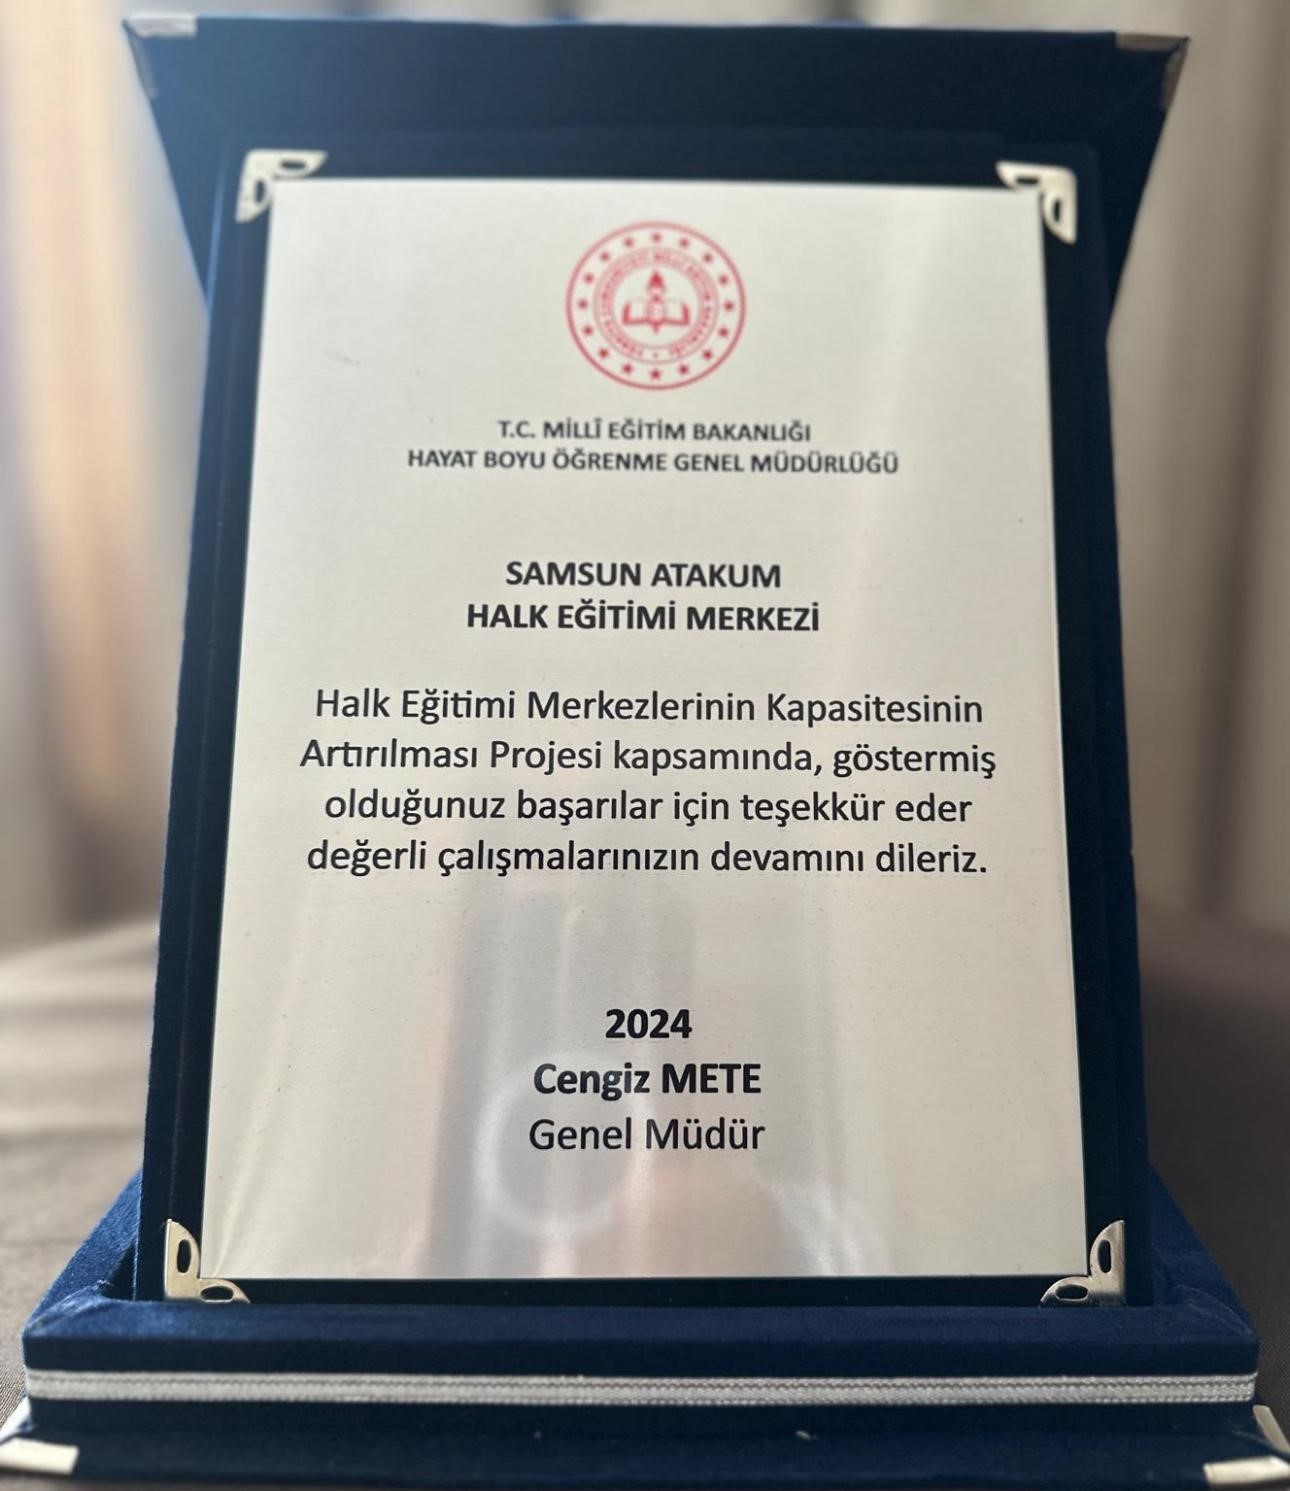 T.C. MİLLÎ EĞİTİM BAKANLIĞI
HAYAT BOYU ÖĞRENME GENEL MÜDÜRLÜĞÜ
SAMSUN ATAKUM
HALK EĞİTİMİ MERKEZİ
Halk Eğitimi Merkezlerinin Kapasitesinin
Artırılması Projesi kapsamında, göstermiş
olduğunuz başarılar için teşekkür eder
değerli çalışmalarınızın devamını dileriz.
2024
Cengiz METE
Genel Müdür